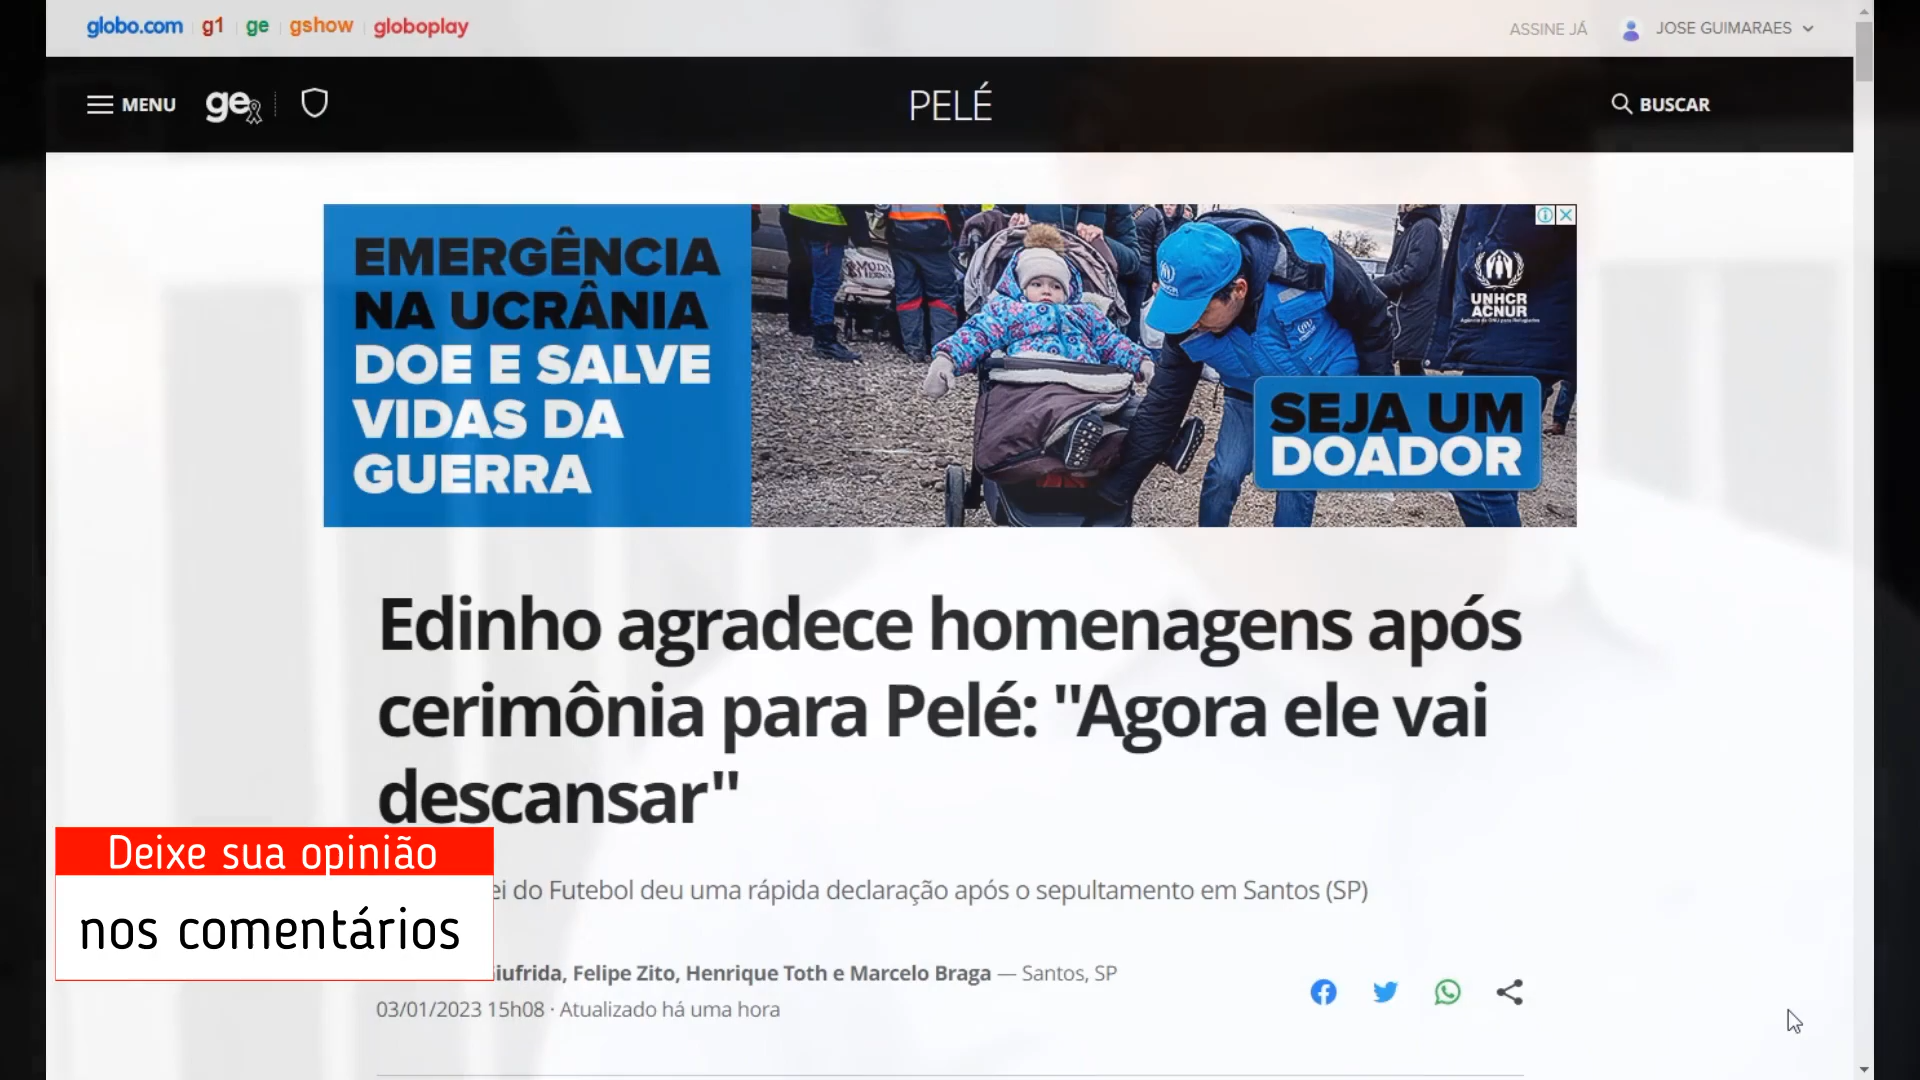 globo.com g1 ge gshow globoplay
ASSINE JÁ JOSE GUIMARAES
MENU ge PELÉ BUSCAR
EMERGÊNCIA
NA UCRÂNIA
DOE E SALVE
VIDAS DA
GUERRA
UNHCR
ACNUR
SEJA UM
DOADOR
Edinho agradece homenagens após
cerimônia para Pelé: "Agora ele vai
descansar"
Deixe sua opinião
nos comentários
do Futebol deu uma rápida declaração após o sepultamento em Santos (SP)
Felipe Zito, Henrique Toth e Marcelo Braga — Santos, SP
03/01/2023 15h08 · Atualizado há uma hora